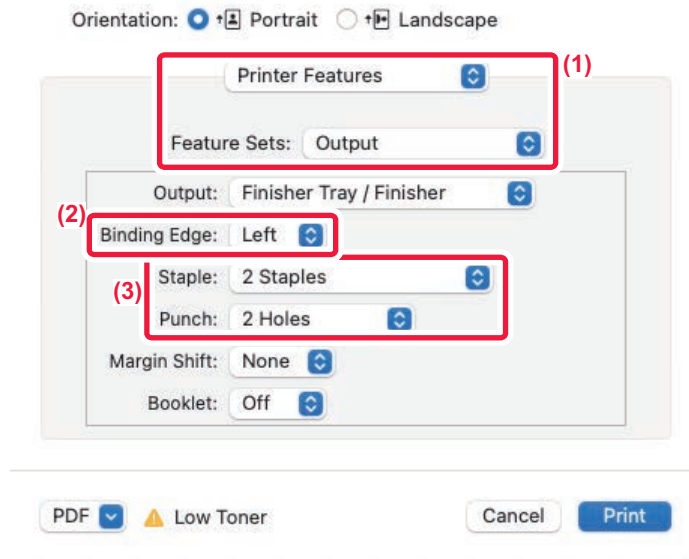 Orientation: Portrait Landscape
(1)
Printer Features
Feature Sets: Output
Output: Finisher Tray / Finisher
(2)
Binding Edge: Left
(3)
Staple: 2 Staples
Punch: 2 Holes
Margin Shift: None
Booklet: Off
PDF Low Toner Cancel Print